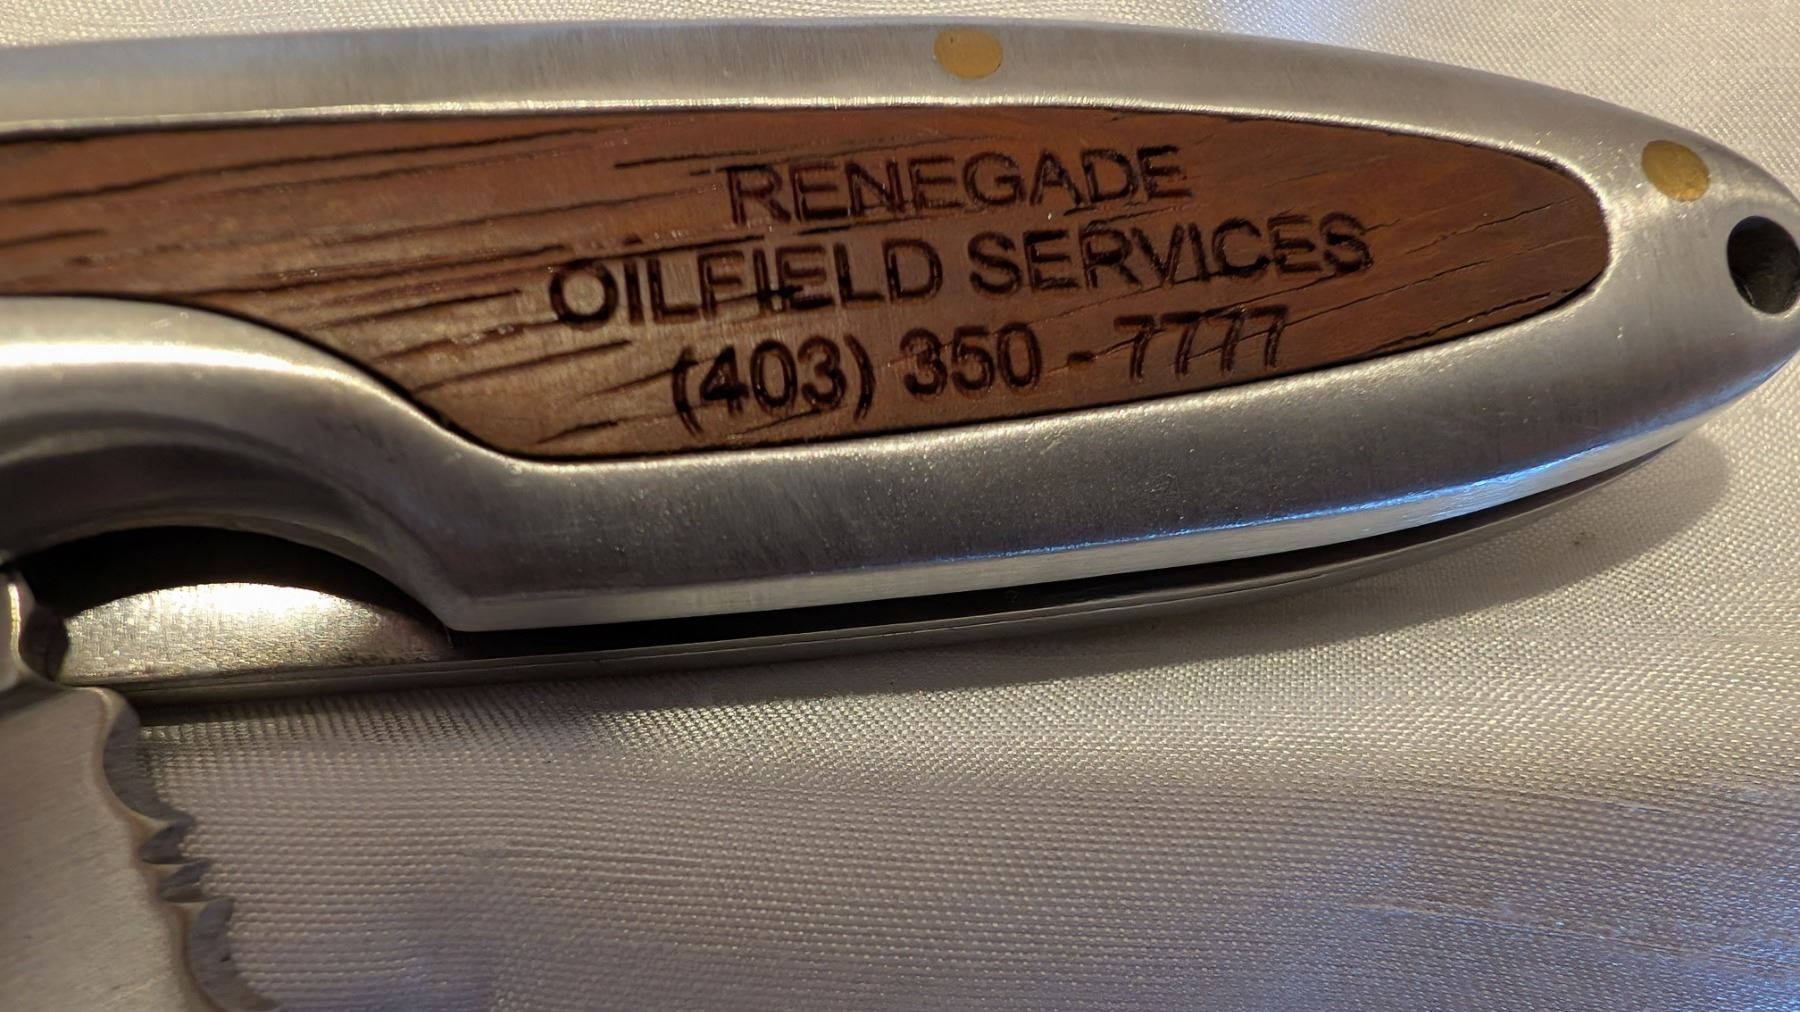 RENEGADE
OILFIELD SERVICES
(403) 350 - 7777